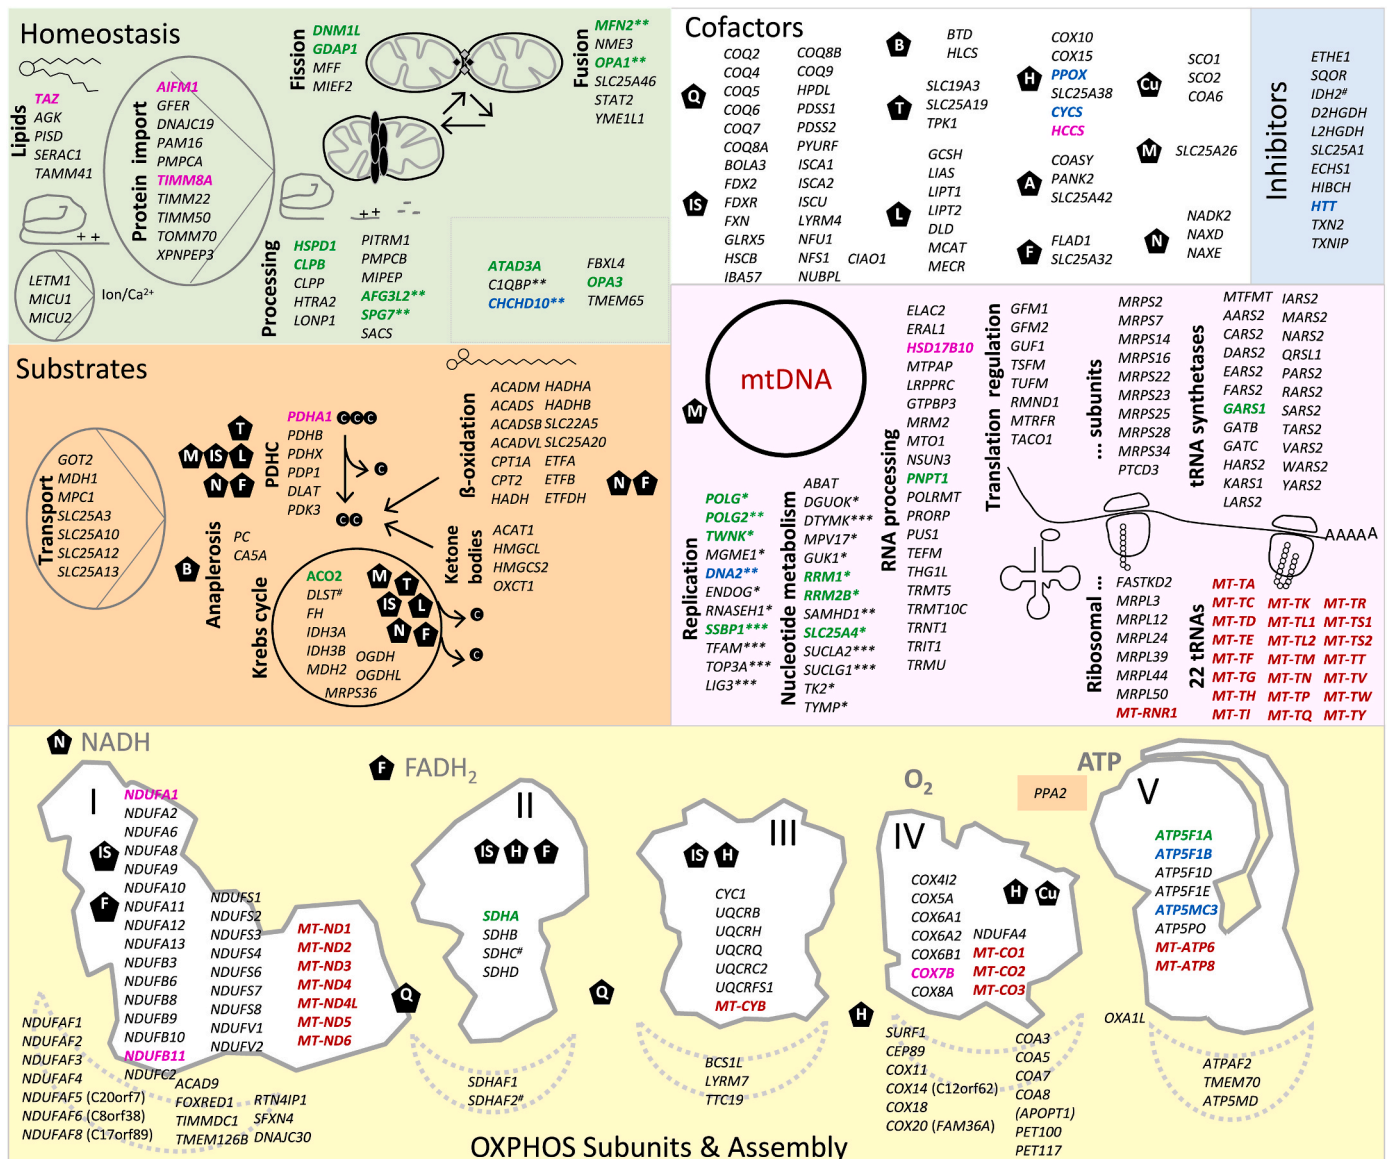 Homeostasis
Lipids
TAZ
AGK
PISD
SERAC1
TAMM41
Protein import
AIFM1
GFER
DNAJC19
PAM16
PMPCA
TIMM8A
TIMM22
TIMM50
TOMM70
XPNPEP3
Fission
DNM1L
GDAP1
MFF
MIEF2
Fusion
MFN2**
NME3
OPA1**
SLC25A46
STAT2
YME1L1
+ +
+ +
LETM1
MICU1
MICU2
Ion/Ca2+
Processing
HSPD1
CLPB
CLPP
HTRA2
LONP1
PITRM1
PMPCB
MIPEP
AFG3L2**
SPG7**
SACS
ATAD3A
C1QBP**
CHCHD10**
FBXL4
OPA3
TMEM65
Cofactors
Q
IS
COQ2
COQ4
COQ5
COQ6
COQ7
COQ8A
BOLA3
FDX2
FDXR
FXN
GLRX5
HSCB
IBA57
COQ8B
COQ9
HPDL
PDSS1
PDSS2
PYURF
ISCA1
ISCA2
ISCU
LYRM4
NFU1
NFS1
NUBPL
CIAO1
B
BTD
HLCS
T
SLC19A3
SLC25A19
TPK1
L
GCSH
LIAS
LIPT1
LIPT2
DLD
MCAT
MECR
H
COX10
COX15
PPOX
SLC25A38
CYCS
HCCS
A
COASY
PANK2
SLC25A42
F
FLAD1
SLC25A32
Cu
SCO1
SCO2
COA6
M
SLC25A26
N
NADK2
NAXD
NAXE
Inhibitors
ETHE1
SQOR
IDH2#
D2HGDH
L2HGDH
SLC25A1
ECHS1
HIBCH
HTT
TXN2
TXNIP
Substrates
Transport
GOT2
MDH1
MPC1
SLC25A3
SLC25A10
SLC25A12
SLC25A13
T
M IS L
N F
PDHC
PDHA1
PDHB
PDHX
PDP1
DLAT
PDK3
C C C
C
C C
ß-oxidation
ACADM HADHA
ACADS HADHB
ACADSB SLC22A5
ACADVL SLC25A20
CPT1A ETFA
CPT2 ETFB
HADH ETFDH
N F
B
Anaplerosis
PC
CA5A
Ketone bodies
ACAT1
HMGCL
HMGCS2
OXCT1
Krebs cycle
ACO2
DLST#
FH
IDH3A
IDH3B
MDH2
OGDH
OGDHL
MRPS36
M T
IS L
N F
C
C
mtDNA
M
Replication
POLG*
POLG2**
TWNK*
MGME1*
DNA2**
ENDOG*
RNASEH1*
SSBP1***
TFAM***
TOP3A***
LIG3***
Nucleotide metabolism
ABAT
DGUOK*
DTYMK***
MPV17*
GUK1*
RRM1*
RRM2B*
SAMHD1**
SLC25A4*
SUCLA2***
SUCLG1***
TK2*
TYMP*
RNA processing
ELAC2
ERAL1
HSD17B10
MTPAP
LRPPRC
GTPBP3
MRM2
MTO1
NSUN3
PNPT1
POLRMT
PRORP
PUS1
TEFM
THG1L
TRMT5
TRMT10C
TRNT1
TRIT1
TRMU
Translation regulation
GFM1
GFM2
GUF1
TSFM
TUFM
RMND1
MTRFR
TACO1
... subunits
MRPS2
MRPS7
MRPS14
MRPS16
MRPS22
MRPS23
MRPS25
MRPS28
MRPS34
PTCD3
tRNA synthetases
MTFMT
AARS2
CARS2
DARS2
EARS2
FARS2
GARS1
GATB
GATC
HARS2
KARS1
LARS2
IARS2
MARS2
NARS2
QRSL1
PARS2
RARS2
SARS2
TARS2
VARS2
WARS2
YARS2
AAAAA
Ribosomal ...
FASTKD2
MRPL3
MRPL12
MRPL24
MRPL39
MRPL44
MRPL50
MT-RNR1
22 tRNAs
MT-TA
MT-TC
MT-TD
MT-TE
MT-TF
MT-TG
MT-TH
MT-TI
MT-TK
MT-TL1
MT-TL2
MT-TM
MT-TN
MT-TP
MT-TQ
MT-TR
MT-TS1
MT-TS2
MT-TT
MT-TV
MT-TW
MT-TY
N NADH
I
IS
F
NDUFA1
NDUFA2
NDUFA6
NDUFA8
NDUFA9
NDUFA10
NDUFA11
NDUFA12
NDUFA13
NDUFB3
NDUFB6
NDUFB8
NDUFB9
NDUFB10
NDUFB11
NDUFC2
NDUFS1
NDUFS2
NDUFS3
NDUFS4
NDUFS6
NDUFS7
NDUFS8
NDUFV1
NDUFV2
MT-ND1
MT-ND2
MT-ND3
MT-ND4
MT-ND4L
MT-ND5
MT-ND6
Q
NDUFAF1
NDUFAF2
NDUFAF3
NDUFAF4
NDUFAF5 (C20orf7)
NDUFAF6 (C8orf38)
NDUFAF8 (C17orf89)
ACAD9
FOXRED1
TIMMDC1
TMEM126B
RTN4IP1
SFXN4
DNAJC30
F FADH2
II
IS H F
SDHA
SDHB
SDHC#
SDHD
SDHAF1
SDHAF2#
Q
III
IS H
CYC1
UQCRB
UQCRH
UQCRQ
UQCRC2
UQCRFS1
MT-CYB
BCS1L
LYRM7
TTC19
H
O2
IV
H Cu
COX4I2
COX5A
COX6A1
COX6A2
COX6B1
COX7B
COX8A
NDUFA4
MT-CO1
MT-CO2
MT-CO3
SURF1
CEP89
COX11
COX14 (C12orf62)
COX18
COX20 (FAM36A)
COA3
COA5
COA7
COA8
(APOPT1)
PET100
PET117
PPA2
ATP
V
ATP5F1A
ATP5F1B
ATP5F1D
ATP5F1E
ATP5MC3
ATP5PO
MT-ATP6
MT-ATP8
OXA1L
ATPAF2
TMEM70
ATP5MD
OXPHOS Subunits & Assembly